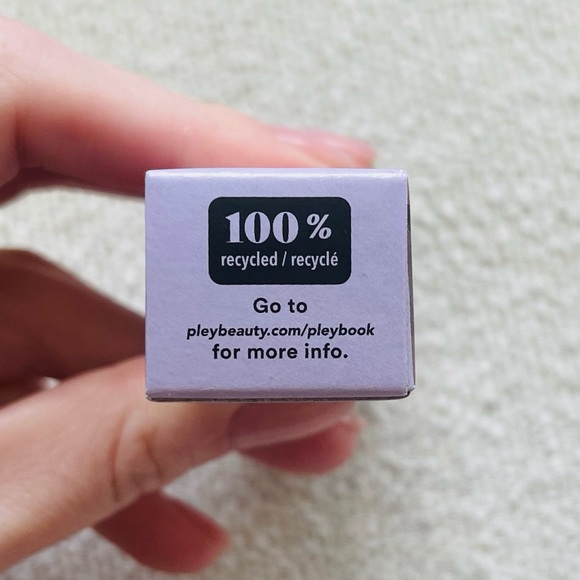 100 %
recycled / recyclé
Go to
pleybeauty.com/pleybook
for more info.